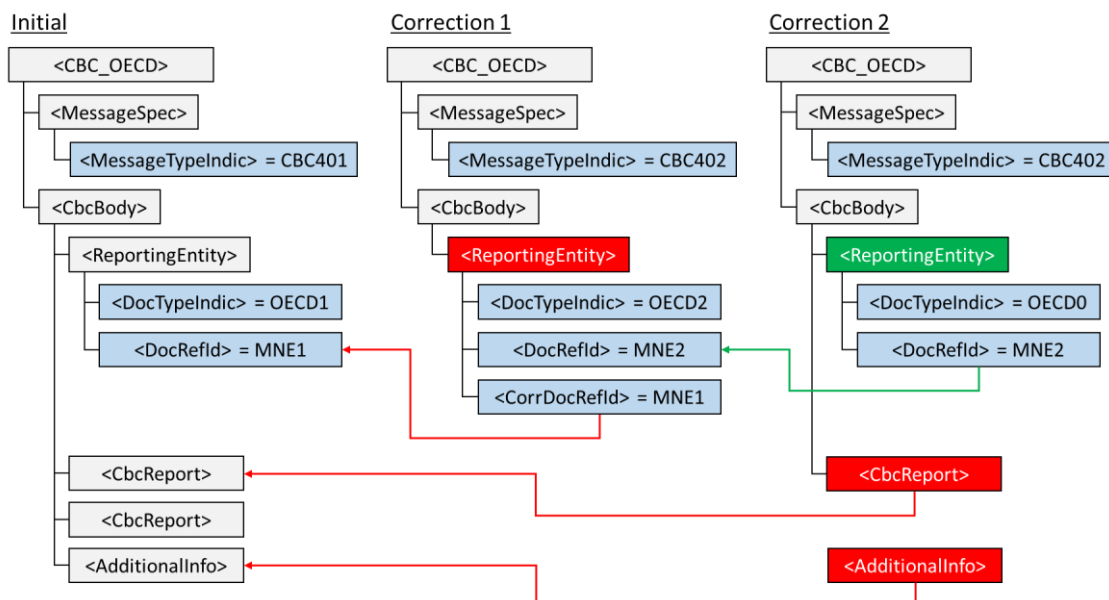 Initial
<CBC_OECD>
<MessageSpec>
<MessageTypeIndic> = CBC401
<CbcBody>
<ReportingEntity>
<DocTypeIndic> = OECD1
<DocRefId> = MNE1
<CbcReport>
<CbcReport>
<AdditionalInfo>
Correction 1
<CBC_OECD>
<MessageSpec>
<MessageTypeIndic> = CBC402
<CbcBody>
<ReportingEntity>
<DocTypeIndic> = OECD2
<DocRefId> = MNE2
<CorrDocRefId> = MNE1
Correction 2
<CBC_OECD>
<MessageSpec>
<MessageTypeIndic> = CBC402
<CbcBody>
<ReportingEntity>
<DocTypeIndic> = OECD0
<DocRefId> = MNE2
<CbcReport>
<AdditionalInfo>